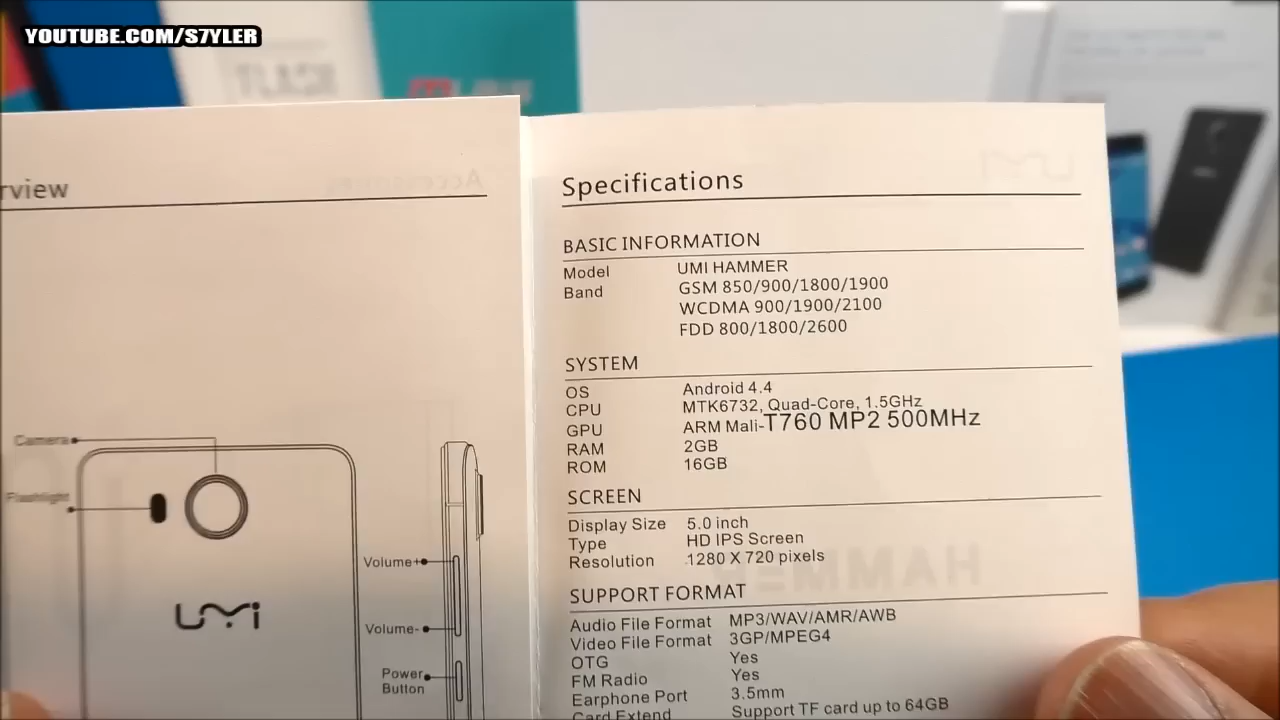 YOUTUBE.COM/S7YLER
rview
Camera
Flashlight
UMi
Volume+
Volume-
Power
Button
Specifications
BASIC INFORMATION
Model UMI HAMMER
Band GSM 850/900/1800/1900
WCDMA 900/1900/2100
FDD 800/1800/2600
SYSTEM
OS Android 4.4
CPU MTK6732, Quad-Core, 1.5GHz
GPU ARM Mali-T760 MP2 500MHz
RAM 2GB
ROM 16GB
SCREEN
Display Size 5.0 inch
Type HD IPS Screen
Resolution 1280 X 720 pixels
SUPPORT FORMAT
Audio File Format MP3/WAV/AMR/AWB
Video File Format 3GP/MPEG4
OTG Yes
FM Radio Yes
Earphone Port 3.5mm
Card Extend Support TF card up to 64GB